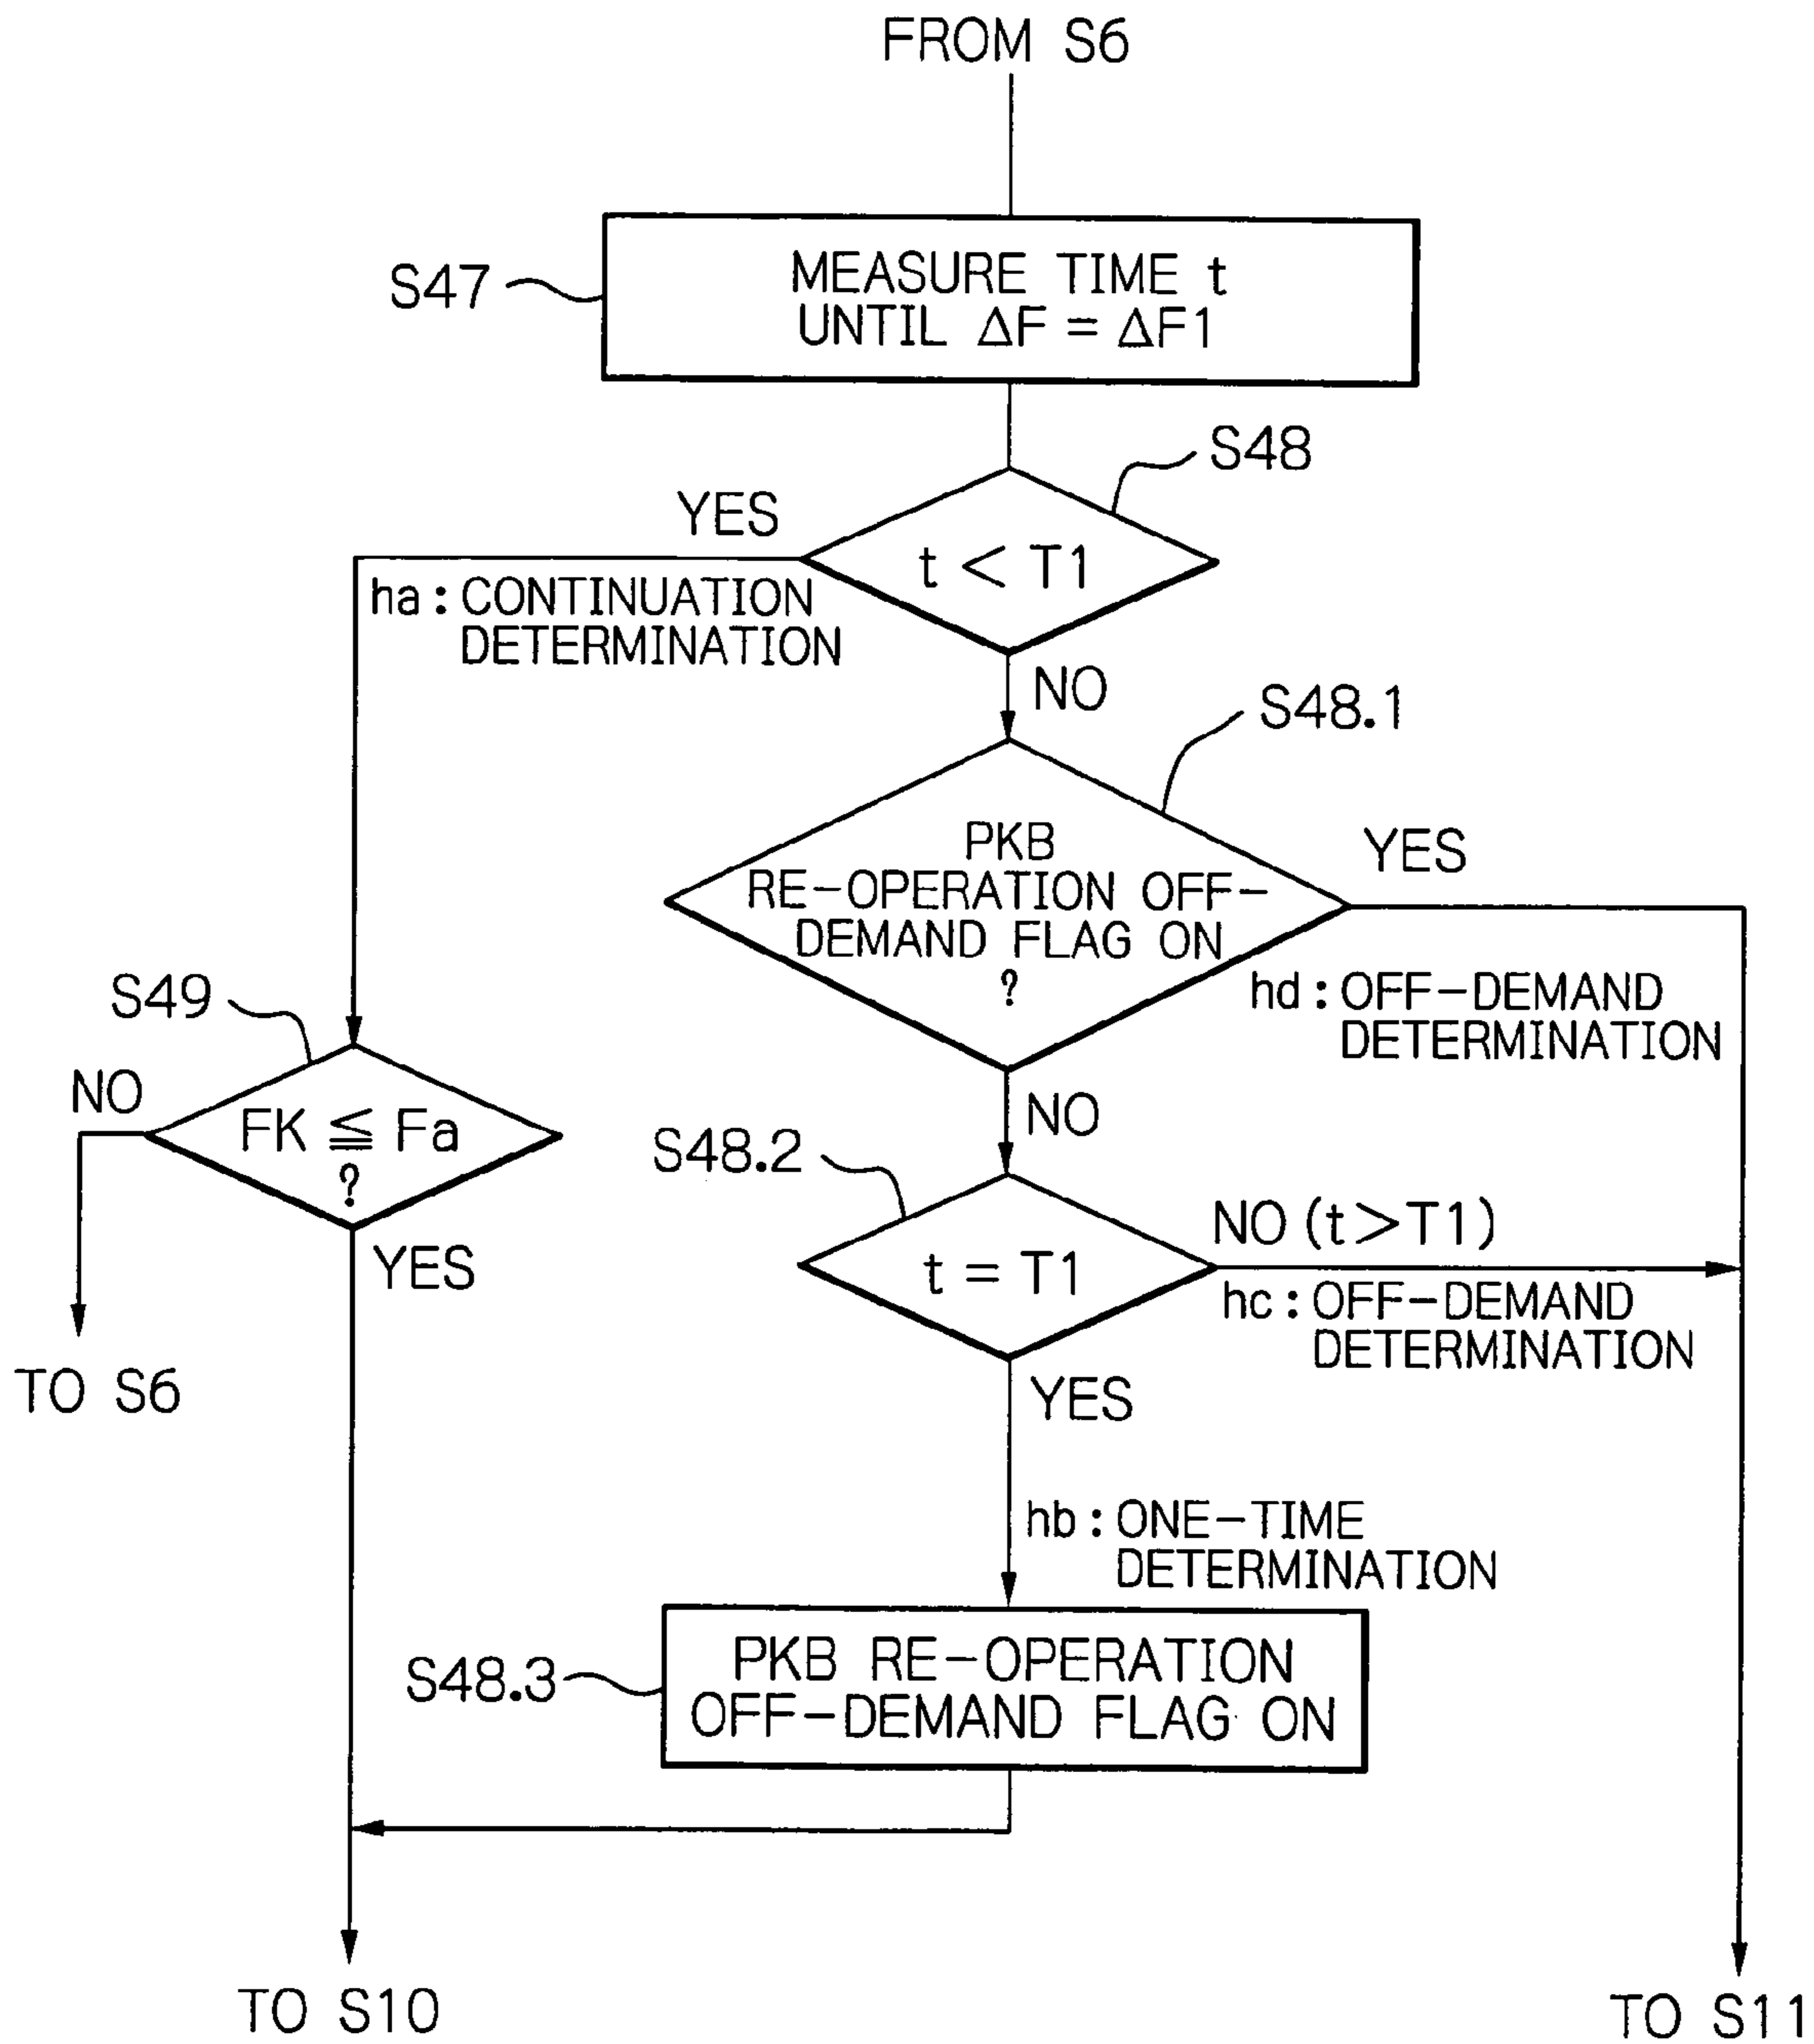 FROM S6
S47
MEASURE TIME t
UNTIL ΔF = ΔF1
S48
YES
t < T1
ha : CONTINUATION
DETERMINATION
NO
S48.1
PKB
RE-OPERATION OFF-
DEMAND FLAG ON
?
YES
hd : OFF-DEMAND
DETERMINATION
S49
NO
FK ≦ Fa
?
YES
TO S6
NO
S48.2
t = T1
NO (t>T1)
hc : OFF-DEMAND
DETERMINATION
YES
hb : ONE-TIME
DETERMINATION
S48.3
PKB RE-OPERATION
OFF-DEMAND FLAG ON
TO S10
TO S11